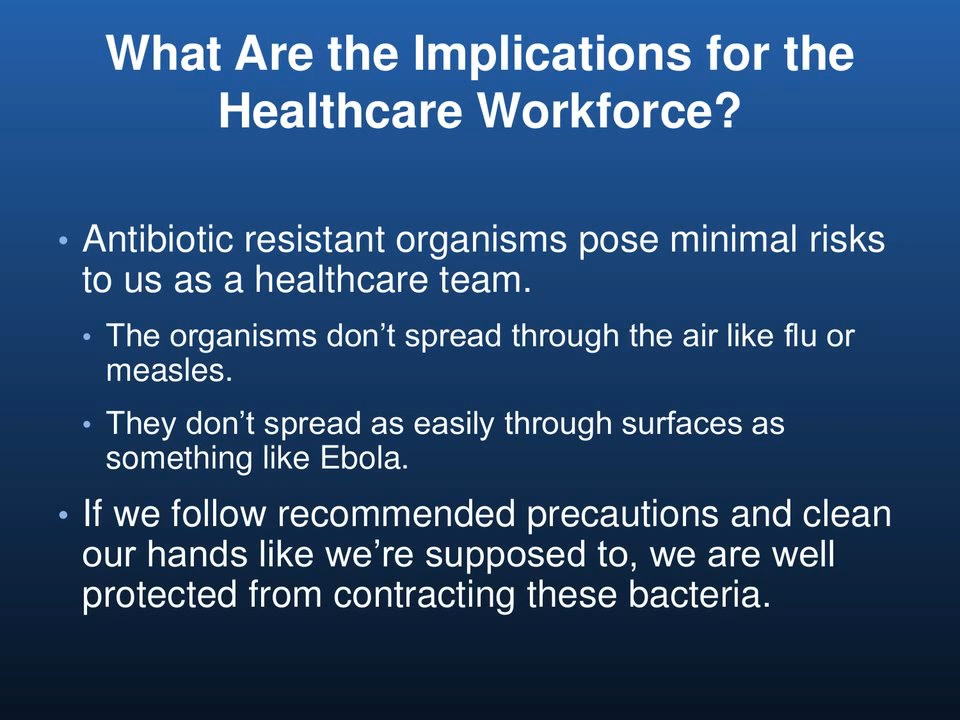 What Are the Implications for the
Healthcare Workforce?
• Antibiotic resistant organisms pose minimal risks
to us as a healthcare team.
• The organisms don’t spread through the air like flu or
measles.
• They don’t spread as easily through surfaces as
something like Ebola.
• If we follow recommended precautions and clean
our hands like we’re supposed to, we are well
protected from contracting these bacteria.